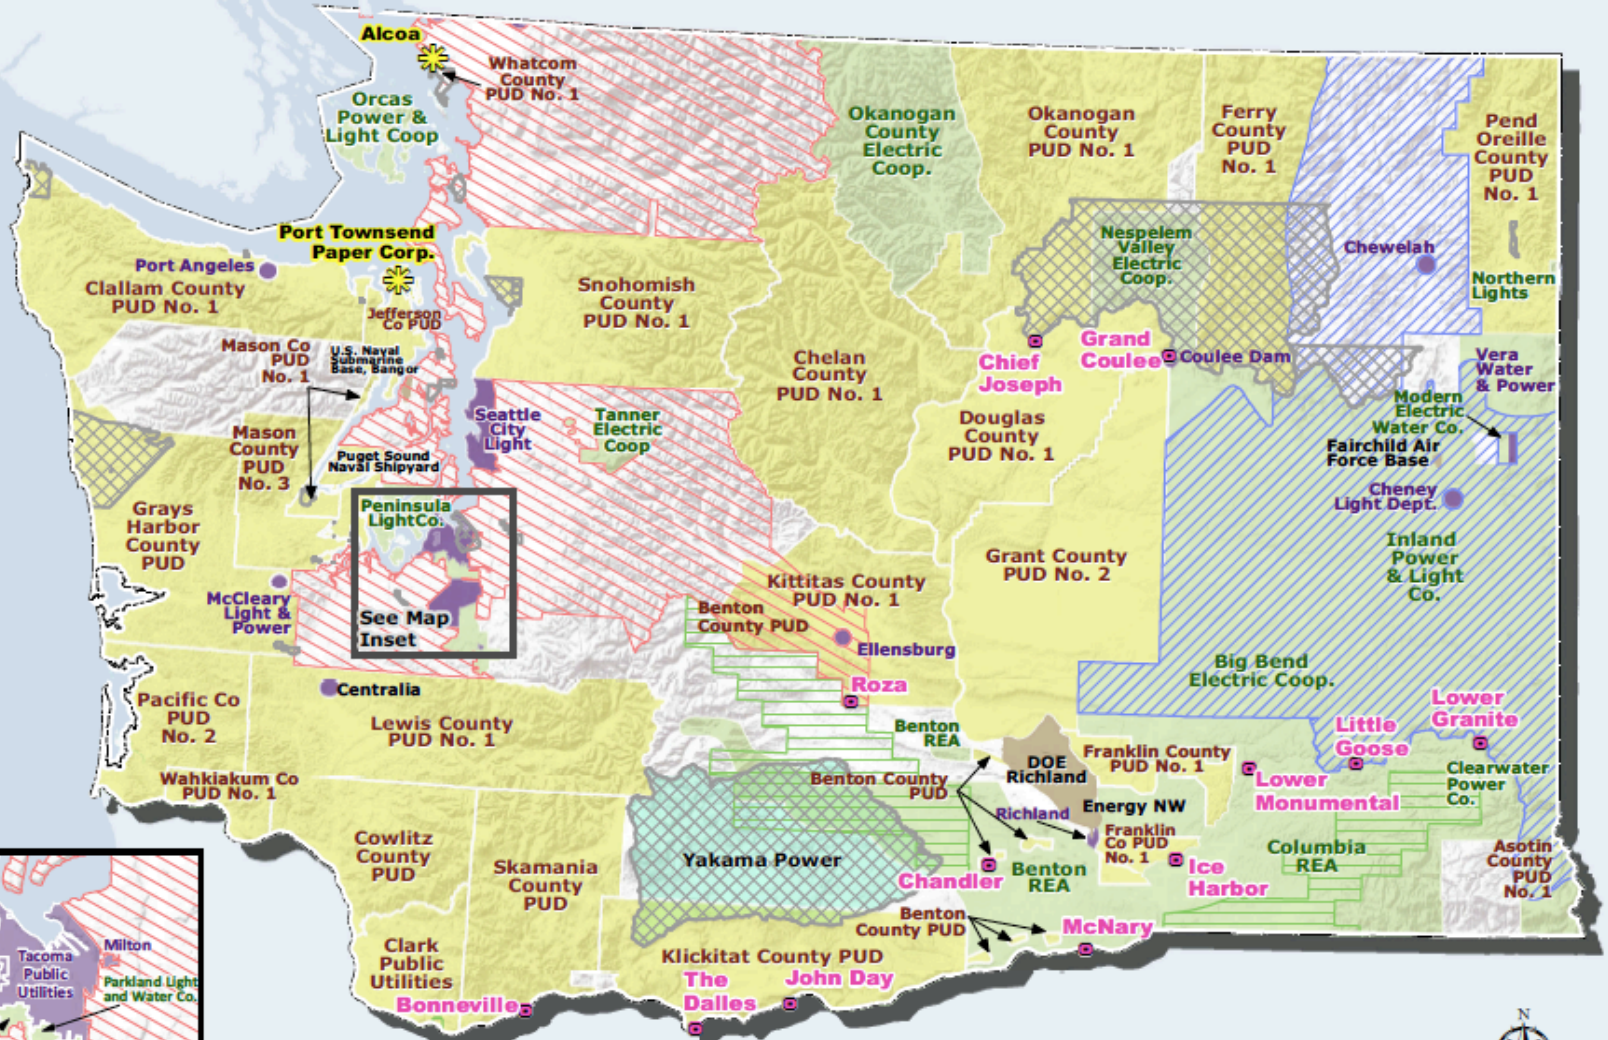 Alcoa
Whatcom
County
PUD No. 1
Orcas
Power &
Light Coop
Okanogan
County
Electric
Coop.
Okanogan
County
PUD No. 1
Ferry
County
PUD
No. 1
Pend
Oreille
County
PUD
No. 1
Port Townsend
Paper Corp.
Port Angeles
Clallam County
PUD No. 1
Jefferson
Co PUD
Snohomish
County
PUD No. 1
Nespelem
Valley
Electric
Coop.
Chewelah
Northern
Lights
Mason Co
PUD
No. 1
U.S. Naval
Submarine
Base, Bangor
Chelan
County
PUD No. 1
Chief
Joseph
Grand
Coulee
Coulee Dam
Vera
Water
& Power
Modern
Electric
Water Co.
Fairchild Air
Force Base
Seattle
City
Light
Tanner
Electric
Coop
Douglas
County
PUD No. 1
Mason
County
PUD
No. 3
Puget Sound
Naval Shipyard
Cheney
Light Dept.
Grays
Harbor
County
PUD
Peninsula
LightCo.
See Map
Inset
McCleary
Light &
Power
Kittitas County
PUD No. 1
Grant County
PUD No. 2
Inland
Power
& Light
Co.
Benton
County PUD
Ellensburg
Roza
Centralia
Big Bend
Electric Coop.
Pacific Co
PUD
No. 2
Lewis County
PUD No. 1
Benton
REA
Lower
Granite
Little
Goose
Wahkiakum Co
PUD No. 1
Benton County
PUD
DOE
Richland
Franklin County
PUD No. 1
Lower
Monumental
Clearwater
Power
Co.
Richland
Energy NW
Franklin
Co PUD
No. 1
Cowlitz
County
PUD
Skamania
County
PUD
Yakama Power
Chandler
Benton
REA
Ice
Harbor
Columbia
REA
Asotin
County
PUD
No. 1
Benton
County PUD
McNary
Clark
Public
Utilities
Klickitat County PUD
Bonneville
The
Dalles
John Day
Tacoma
Public
Utilities
Milton
Parkland Light
and Water Co.
N